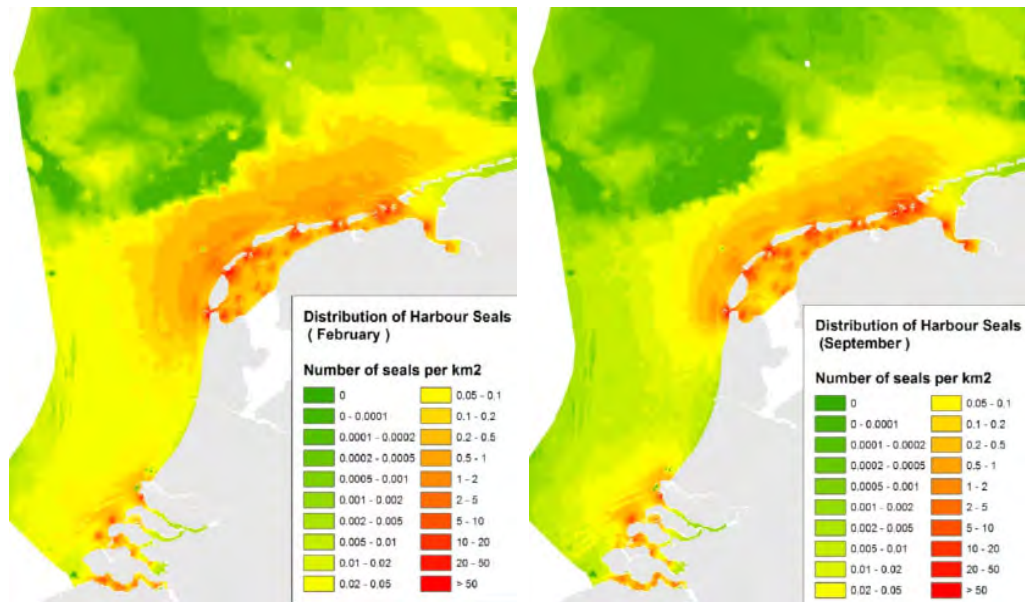 Distribution of Harbour Seals
( February )
Number of seals per km2
0
0 - 0.0001
0.0001 - 0.0002
0.0002 - 0.0005
0.0005 - 0.001
0.001 - 0.002
0.002 - 0.005
0.005 - 0.01
0.01 - 0.02
0.02 - 0.05
0.05 - 0.1
0.1 - 0.2
0.2 - 0.5
0.5 - 1
1 - 2
2 - 5
5 - 10
10 - 20
20 - 50
> 50
Distribution of Harbour Seals
(September )
Number of seals per km2
0
0 - 0.0001
0.0001 - 0.0002
0.0002 - 0.0005
0.0005 - 0.001
0.001 - 0.002
0.002 - 0.005
0.005 - 0.01
0.01 - 0.02
0.02 - 0.05
0.05 - 0.1
0.1 - 0.2
0.2 - 0.5
0.5 - 1
1 - 2
2 - 5
5 - 10
10 - 20
20 - 50
> 50